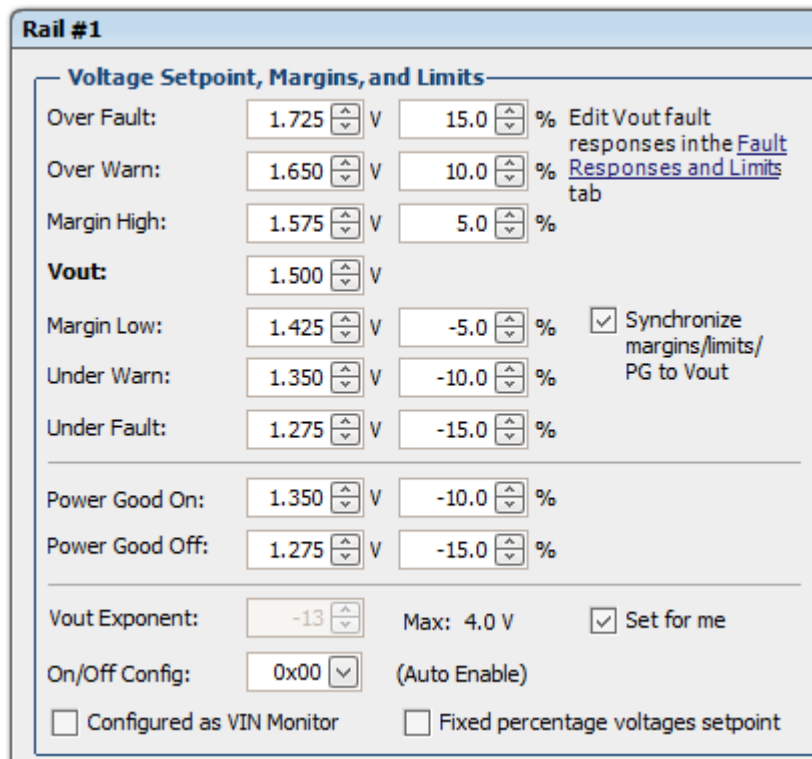 Rail #1
Voltage Setpoint, Margins, and Limits
Over Fault: 1.725 V 15.0 % Edit Vout fault
responses in the Fault
Over Warn: 1.650 V 10.0 % Responses and Limits
tab
Margin High: 1.575 V 5.0 %
Vout: 1.500 V
Margin Low: 1.425 V -5.0 % Synchronize
margins/limits/
Under Warn: 1.350 V -10.0 % PG to Vout
Under Fault: 1.275 V -15.0 %
Power Good On: 1.350 V -10.0 %
Power Good Off: 1.275 V -15.0 %
Vout Exponent: -13 Max: 4.0 V Set for me
On/Off Config: 0x00 (Auto Enable)
Configured as VIN Monitor Fixed percentage voltages setpoint